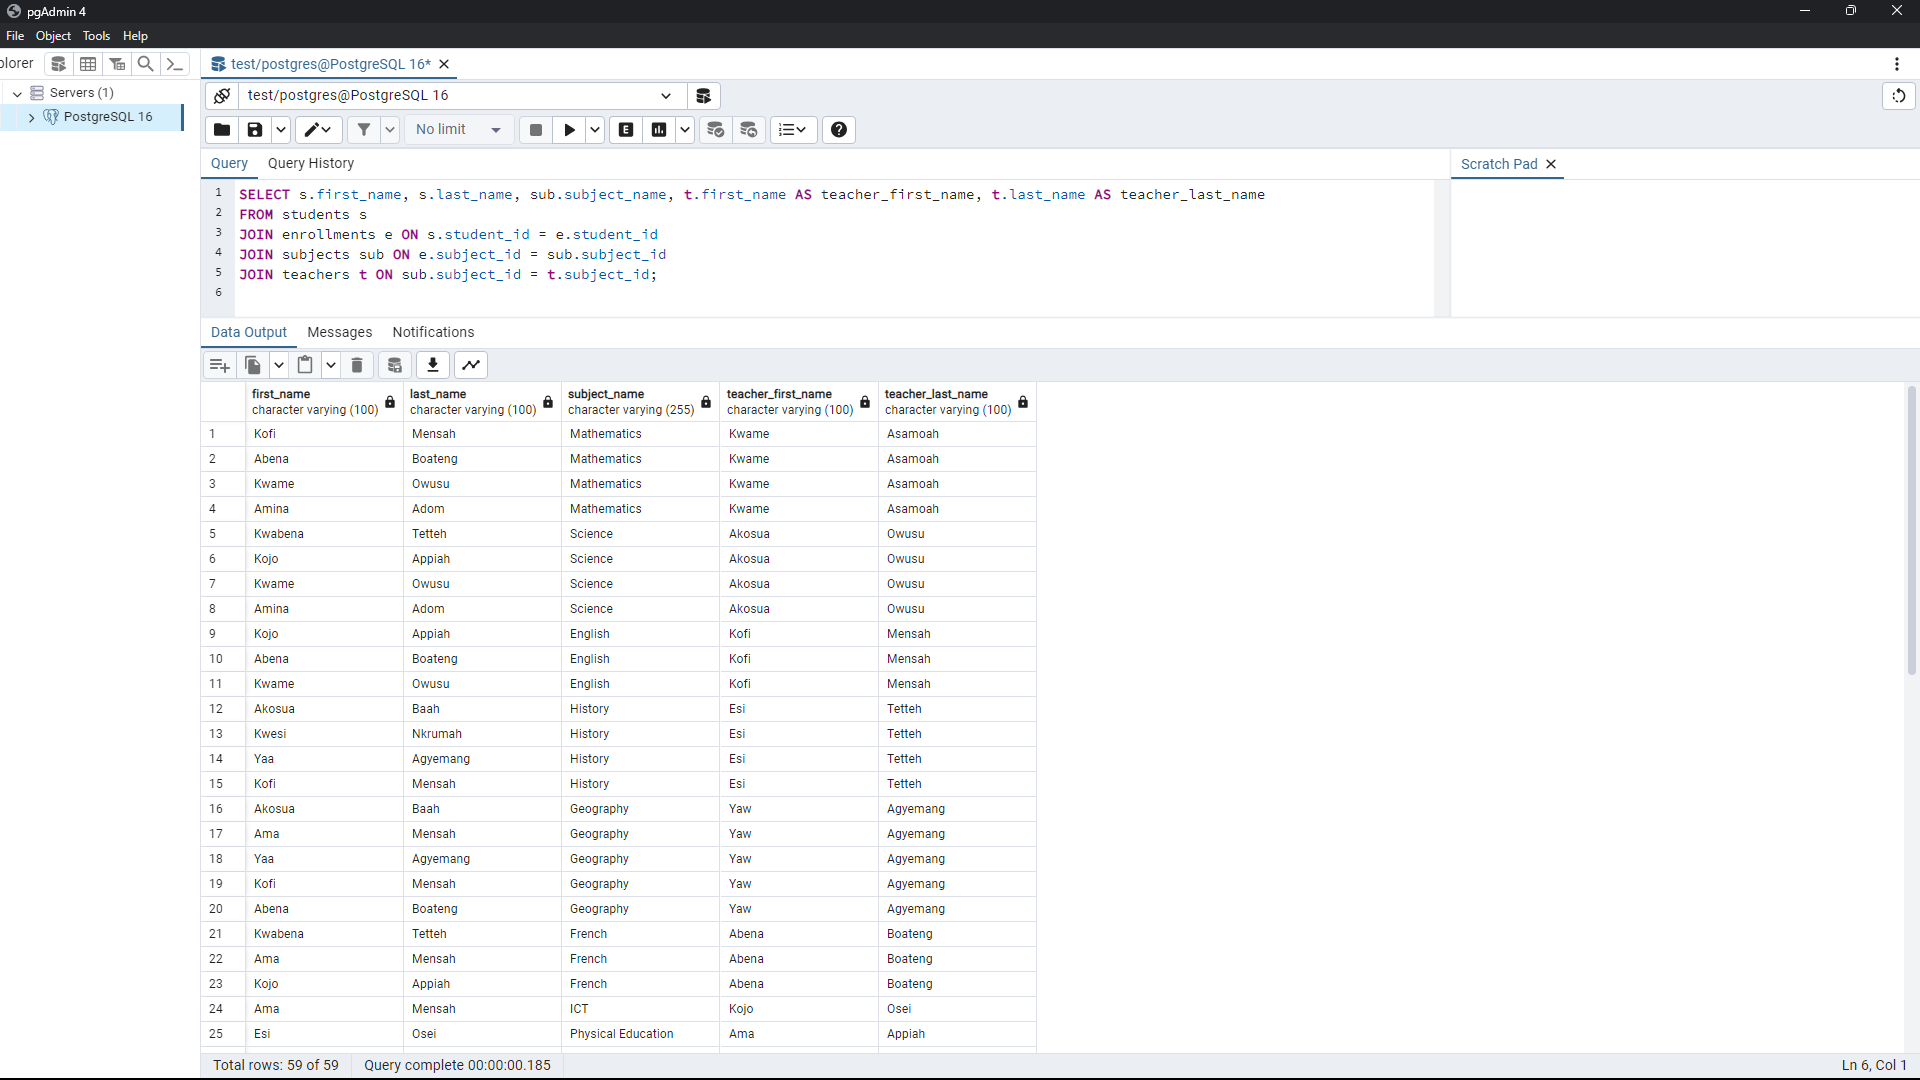 pgAdmin 4
File Object Tools Help
plorer
test/postgres@PostgreSQL 16*
Servers (1)
PostgreSQL 16
test/postgres@PostgreSQL 16
No limit
E
Query Query History
Scratch Pad
1 SELECT s.first_name, s.last_name, sub.subject_name, t.first_name AS teacher_first_name, t.last_name AS teacher_last_name
2 FROM students s
3 JOIN enrollments e ON s.student_id = e.student_id
4 JOIN subjects sub ON e.subject_id = sub.subject_id
5 JOIN teachers t ON sub.subject_id = t.subject_id;
6
Data Output Messages Notifications
first_name last_name subject_name teacher_first_name teacher_last_name
character varying (100) character varying (100) character varying (255) character varying (100) character varying (100)
1 Kofi Mensah Mathematics Kwame Asamoah
2 Abena Boateng Mathematics Kwame Asamoah
3 Kwame Owusu Mathematics Kwame Asamoah
4 Amina Adom Mathematics Kwame Asamoah
5 Kwabena Tetteh Science Akosua Owusu
6 Kojo Appiah Science Akosua Owusu
7 Kwame Owusu Science Akosua Owusu
8 Amina Adom Science Akosua Owusu
9 Kojo Appiah English Kofi Mensah
10 Abena Boateng English Kofi Mensah
11 Kwame Owusu English Kofi Mensah
12 Akosua Baah History Esi Tetteh
13 Kwesi Nkrumah History Esi Tetteh
14 Yaa Agyemang History Esi Tetteh
15 Kofi Mensah History Esi Tetteh
16 Akosua Baah Geography Yaw Agyemang
17 Ama Mensah Geography Yaw Agyemang
18 Yaa Agyemang Geography Yaw Agyemang
19 Kofi Mensah Geography Yaw Agyemang
20 Abena Boateng Geography Yaw Agyemang
21 Kwabena Tetteh French Abena Boateng
22 Ama Mensah French Abena Boateng
23 Kojo Appiah French Abena Boateng
24 Ama Mensah ICT Kojo Osei
25 Esi Osei Physical Education Ama Appiah
Total rows: 59 of 59 Query complete 00:00:00.185 Ln 6, Col 1